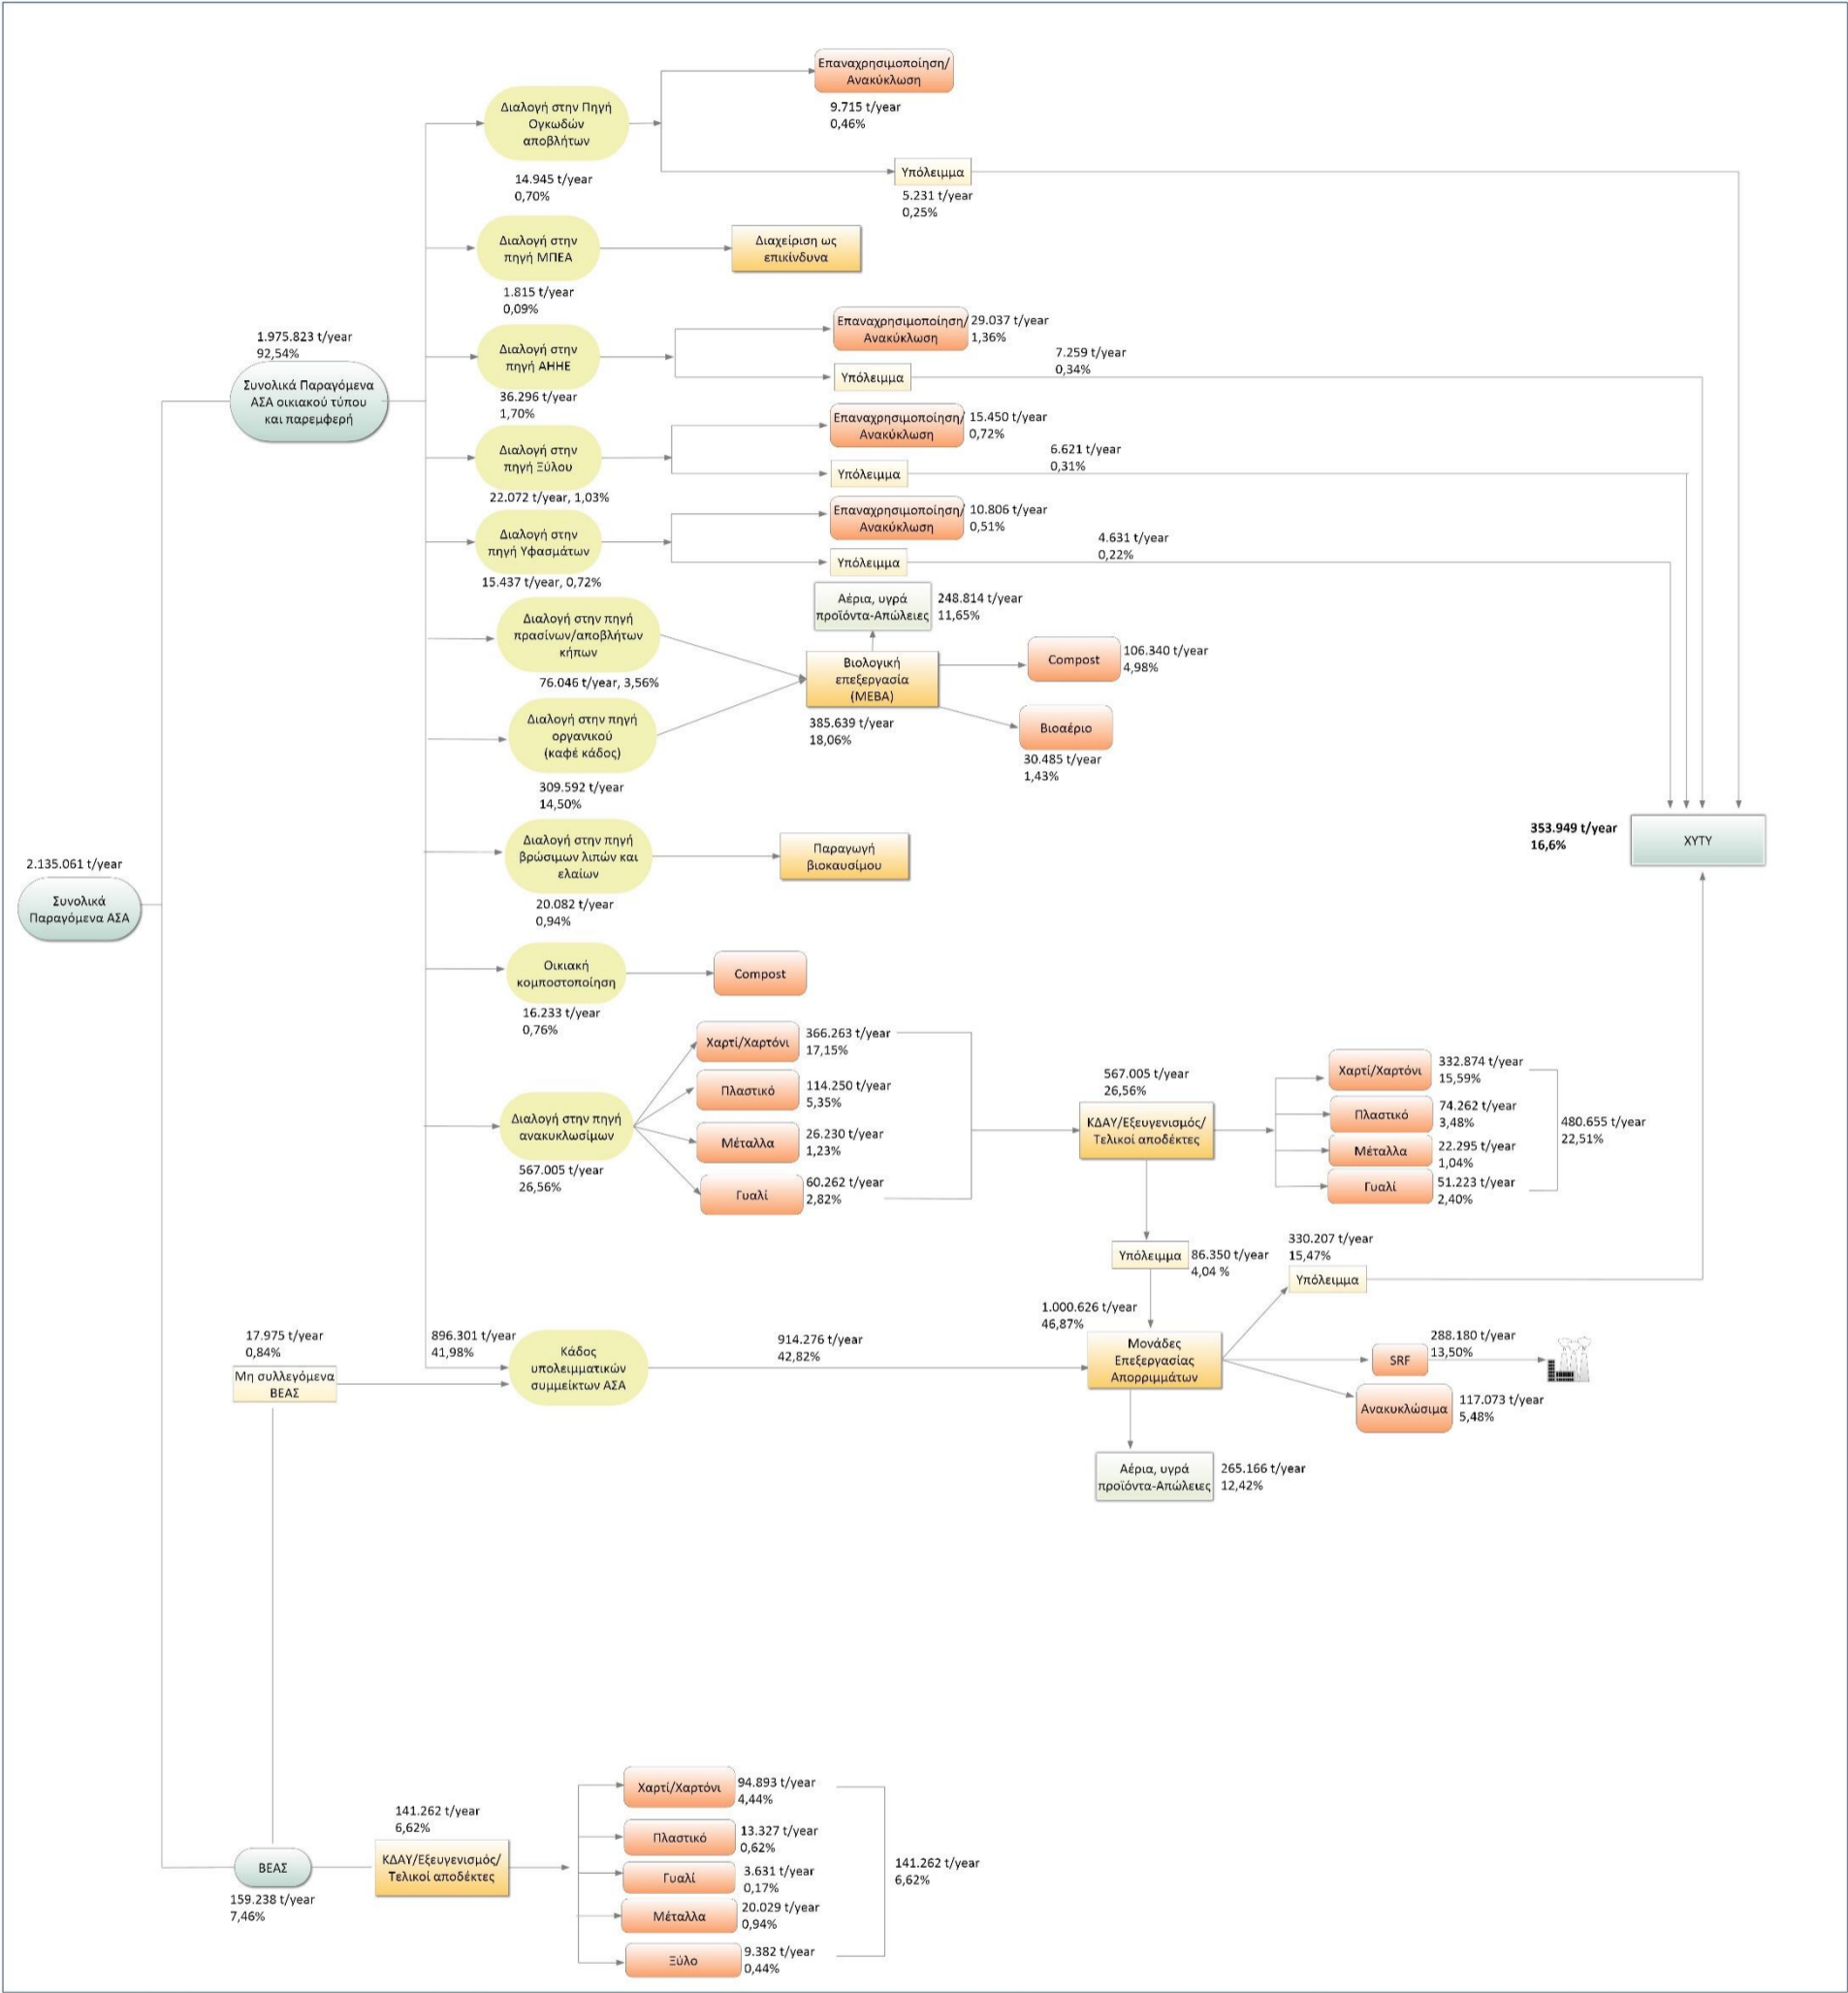 Επαναχρησιμοποίηση/
Ανακύκλωση
9.715 t/year
0,46%
Διαλογή στην Πηγή
Ογκωδών
αποβλήτων
14.945 t/year
0,70%
Υπόλειμμα
5.231 t/year
0,25%
Διαλογή στην
πηγή ΜΠΕΑ
1.815 t/year
0,09%
Διαχείριση ως
επικίνδυνα
1.975.823 t/year
92,54%
Συνολικά Παραγόμενα
ΑΣΑ οικιακού τύπου
και παρεμφερή
Διαλογή στην
πηγή ΑΗΗΕ
36.296 t/year
1,70%
Επαναχρησιμοποίηση/
Ανακύκλωση
29.037 t/year
1,36%
Υπόλειμμα
7.259 t/year
0,34%
Διαλογή στην
πηγή Ξύλου
22.072 t/year, 1,03%
Επαναχρησιμοποίηση/
Ανακύκλωση
15.450 t/year
0,72%
Υπόλειμμα
6.621 t/year
0,31%
Διαλογή στην
πηγή Υφασμάτων
15.437 t/year, 0,72%
Επαναχρησιμοποίηση/
Ανακύκλωση
10.806 t/year
0,51%
Υπόλειμμα
4.631 t/year
0,22%
Διαλογή στην πηγή
πρασίνων/αποβλήτων
κήπων
76.046 t/year, 3,56%
Αέρια, υγρά
προϊόντα-Απώλειες
248.814 t/year
11,65%
Βιολογική
επεξεργασία
(ΜΕΒΑ)
385.639 t/year
18,06%
Compost
106.340 t/year
4,98%
Βιοαέριο
30.485 t/year
1,43%
Διαλογή στην πηγή
οργανικού
(καφέ κάδος)
309.592 t/year
14,50%
353.949 t/year
16,6%
ΧΥΤΥ
Διαλογή στην πηγή
βρώσιμων λιπών και
ελαίων
20.082 t/year
0,94%
Παραγωγή
βιοκαυσίμου
2.135.061 t/year
Συνολικά
Παραγόμενα ΑΣΑ
Οικιακή
κομποστοποίηση
16.233 t/year
0,76%
Compost
Διαλογή στην πηγή
ανακυκλωσίμων
567.005 t/year
26,56%
Χαρτί/Χαρτόνι
366.263 t/year
17,15%
Πλαστικό
114.250 t/year
5,35%
Μέταλλα
26.230 t/year
1,23%
Γυαλί
60.262 t/year
2,82%
567.005 t/year
26,56%
ΚΔΑΥ/Εξευγενισμός/
Τελικοί αποδέκτες
Χαρτί/Χαρτόνι
332.874 t/year
15,59%
Πλαστικό
74.262 t/year
3,48%
Μέταλλα
22.295 t/year
1,04%
Γυαλί
51.223 t/year
2,40%
480.655 t/year
22,51%
Υπόλειμμα
86.350 t/year
4,04 %
330.207 t/year
15,47%
Υπόλειμμα
17.975 t/year
0,84%
Μη συλλεγόμενα
ΒΕΑΣ
896.301 t/year
41,98%
Κάδος
υπολειμματικών
συμμείκτων ΑΣΑ
914.276 t/year
42,82%
1.000.626 t/year
46,87%
Μονάδες
Επεξεργασίας
Απορριμμάτων
SRF
288.180 t/year
13,50%
Ανακυκλώσιμα
117.073 t/year
5,48%
Αέρια, υγρά
προϊόντα-Απώλειες
265.166 t/year
12,42%
ΒΕΑΣ
159.238 t/year
7,46%
141.262 t/year
6,62%
ΚΔΑΥ/Εξευγενισμός/
Τελικοί αποδέκτες
Χαρτί/Χαρτόνι
94.893 t/year
4,44%
Πλαστικό
13.327 t/year
0,62%
Γυαλί
3.631 t/year
0,17%
Μέταλλα
20.029 t/year
0,94%
Ξύλο
9.382 t/year
0,44%
141.262 t/year
6,62%